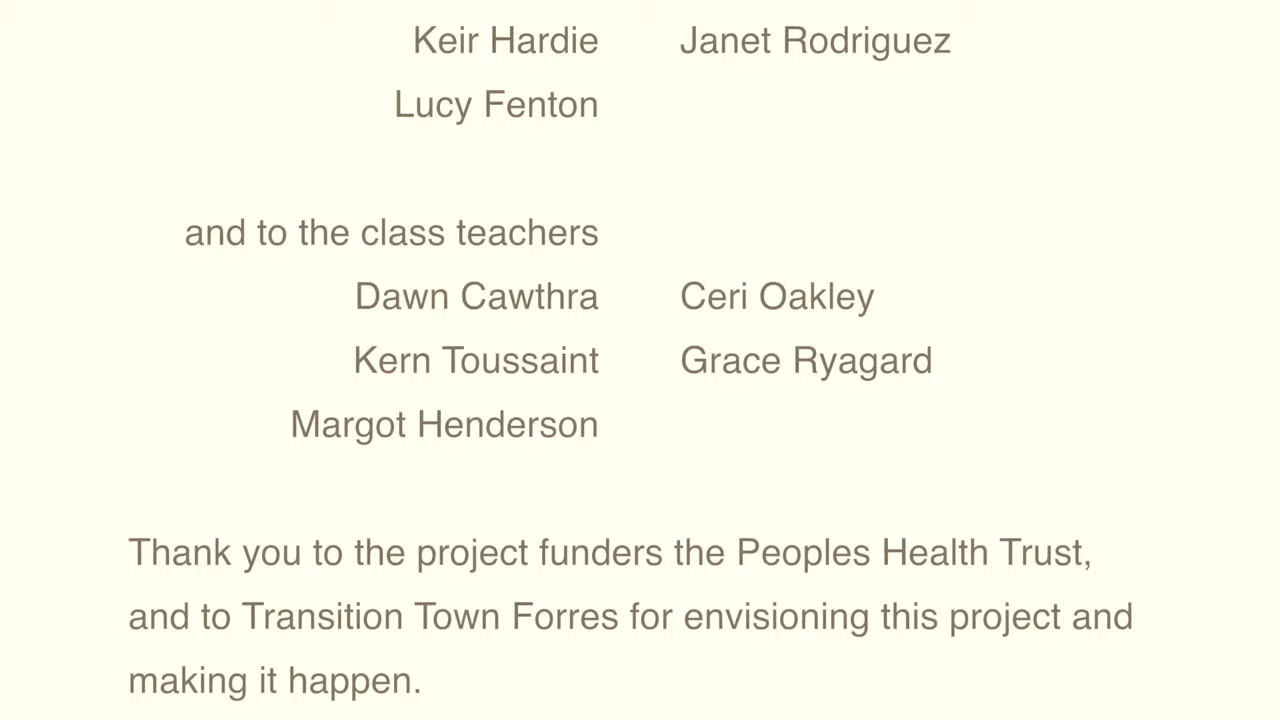 Keir Hardie Janet Rodriguez
Lucy Fenton
and to the class teachers
Dawn Cawthra Ceri Oakley
Kern Toussaint Grace Ryagard
Margot Henderson
Thank you to the project funders the Peoples Health Trust,
and to Transition Town Forres for envisioning this project and
making it happen.